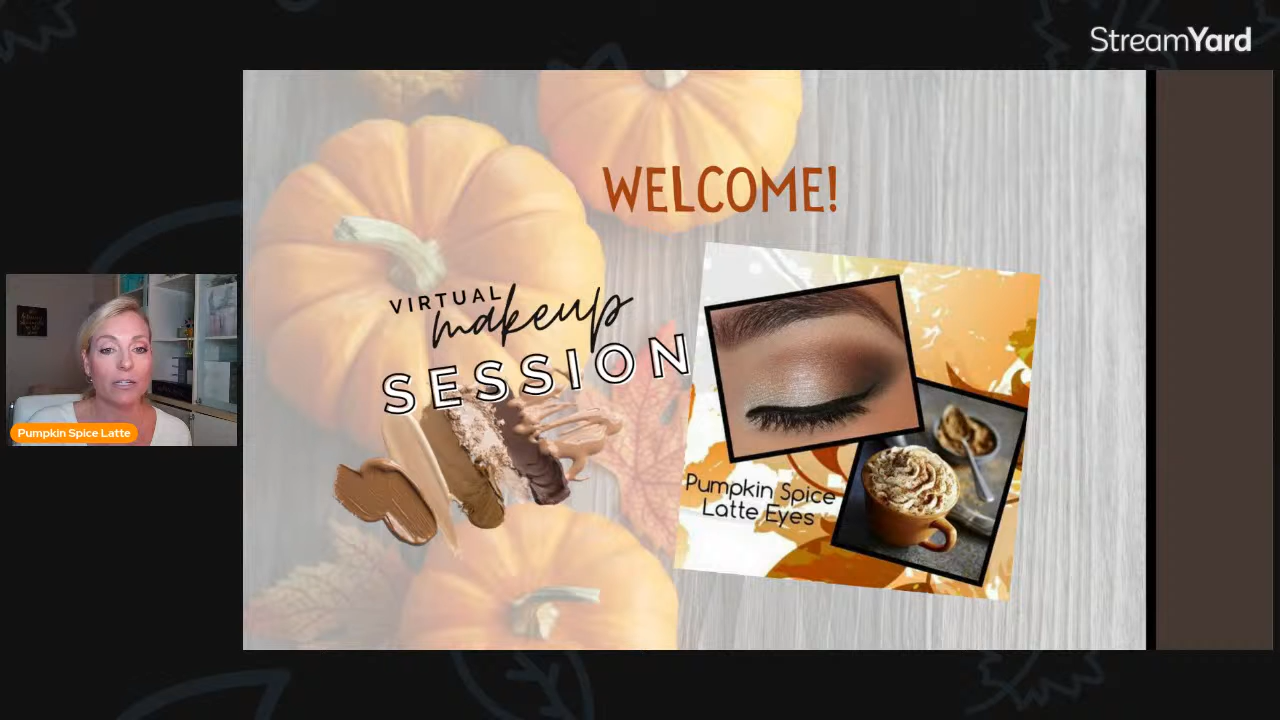 StreamYard
WELCOME!
VIRTUAL
makeup
SESSION
Pumpkin Spice
Latte Eyes
Pumpkin Spice Latte